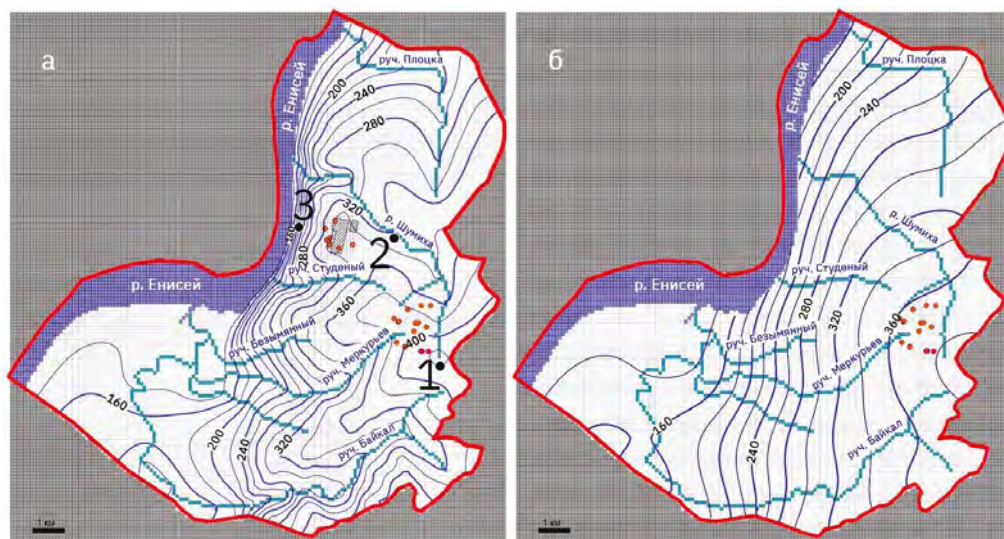 а
р. Енисей
руч. Плоцка
200
240
280
320
3
160
280
р. Шумиха
2
руч. Студеный
р. Енисей
360
руч. Безымянный
руч. Меркурьев
400
1
160
200
240
320
руч. Байкал
1 км
б
р. Енисей
руч. Плоцка
200
240
р. Шумиха
руч. Студеный
р. Енисей
280
320
360
руч. Безымянный
руч. Меркурьев
160
240
руч. Байкал
1 км